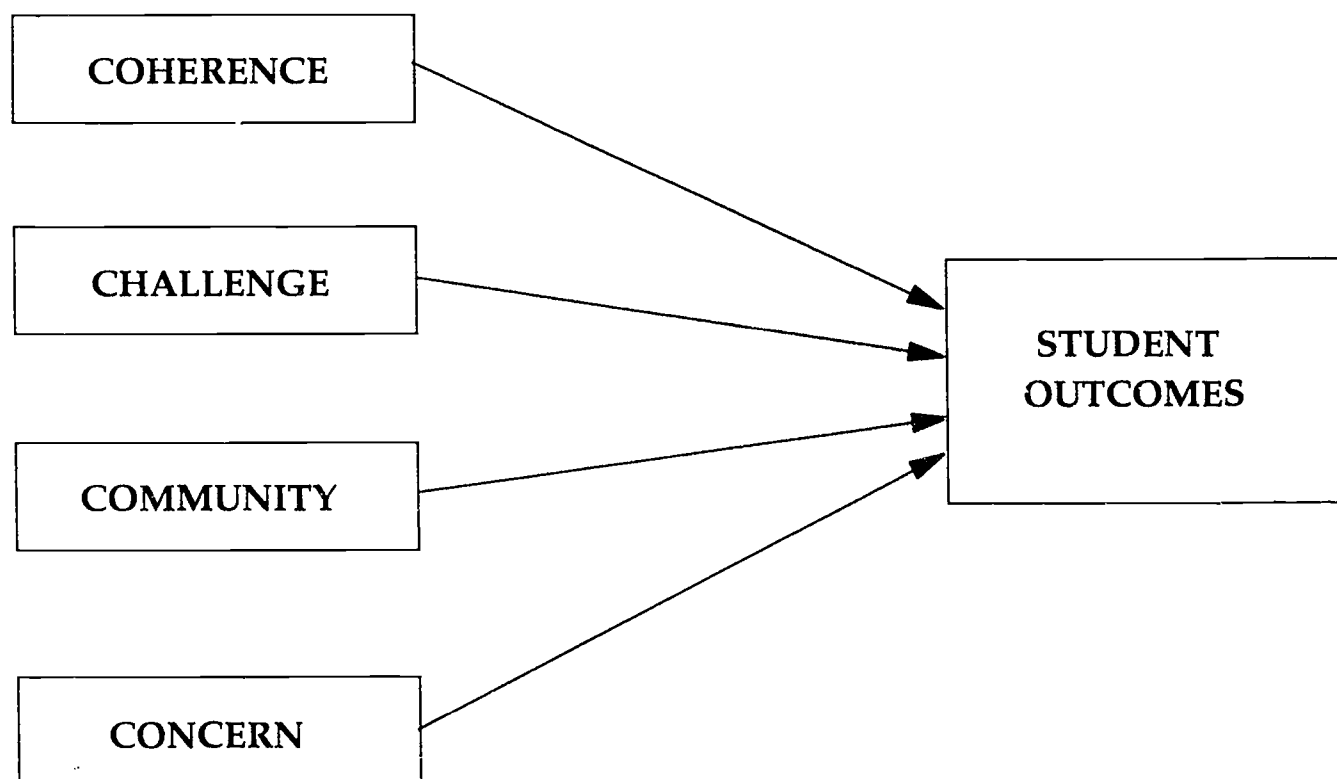 COHERENCE
CHALLENGE
COMMUNITY
CONCERN
STUDENT
OUTCOMES